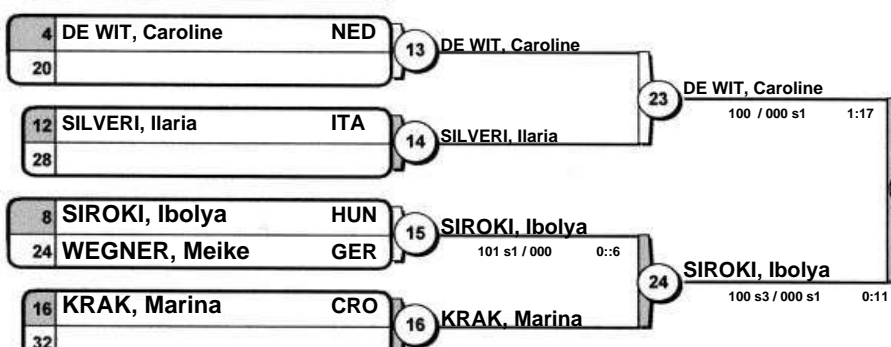 4 DE WIT, Caroline NED
20
13 DE WIT, Caroline
12 SILVERI, Ilaria ITA
28
14 SILVERI, Ilaria
23 DE WIT, Caroline
100 / 000 s1 1:17
8 SIROKI, Ibolya HUN
24 WEGNER, Meike GER
15 SIROKI, Ibolya
101 s1 / 000 0::6
16 KRAK, Marina CRO
32
16 KRAK, Marina
24 SIROKI, Ibolya
100 s3 / 000 s1 0:11